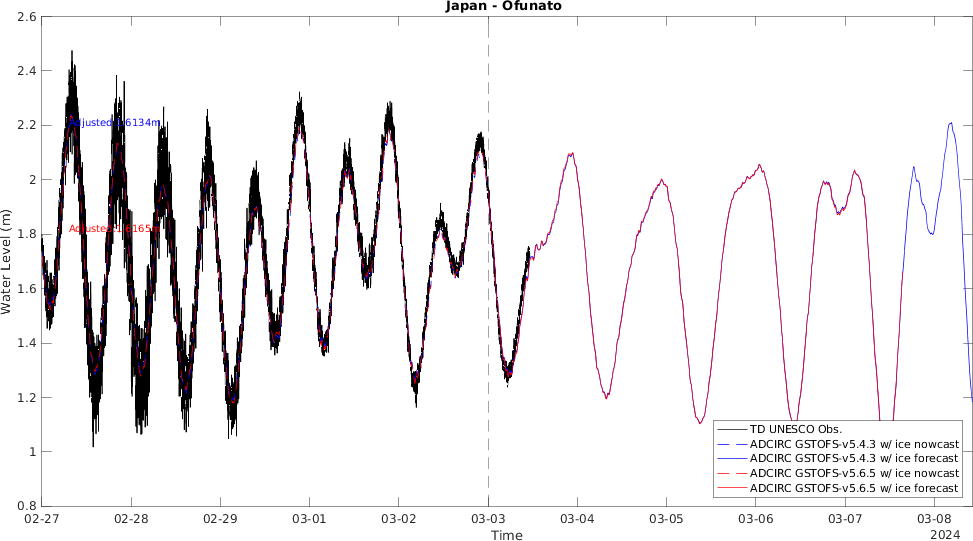 Japan - Ofunato
Water Level (m)
2.6
2.4
2.2
2
1.8
1.6
1.4
1.2
1
0.8
02-27
02-28
02-29
03-01
03-02
03-03
03-04
03-05
03-06
03-07
03-08
2024
Time
TD UNESCO Obs.
ADCIRC GSTOFS-v5.4.3 w/ ice nowcast
ADCIRC GSTOFS-v5.4.3 w/ ice forecast
ADCIRC GSTOFS-v5.6.5 w/ ice nowcast
ADCIRC GSTOFS-v5.6.5 w/ ice forecast